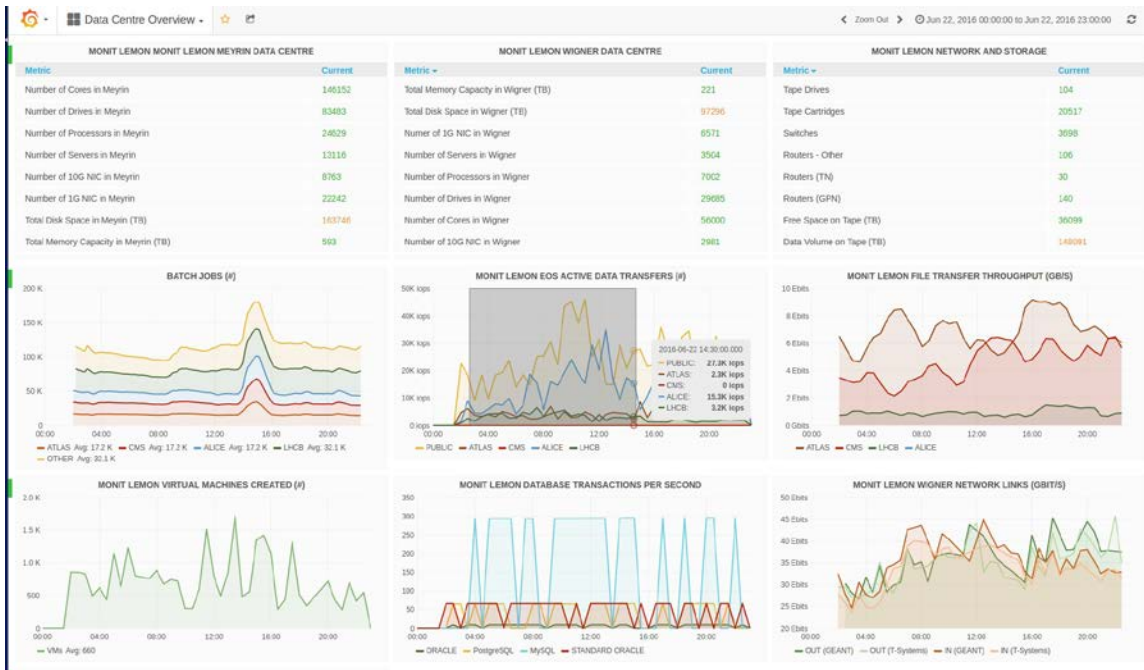 Data Centre Overview
Zoom Out
Jun 22, 2016 00:00:00 to Jun 22, 2016 23:00:00
MONIT LEMON MONIT LEMON MEYRIN DATA CENTRE
Metric Current
Number of Cores in Meyrin 146152
Number of Drives in Meyrin 83483
Number of Processors in Meyrin 24629
Number of Servers in Meyrin 13116
Number of 10G NIC in Meyrin 8763
Number of 1G NIC in Meyrin 22242
Total Disk Space in Meyrin (TB) 163746
Total Memory Capacity in Meyrin (TB) 593
MONIT LEMON WIGNER DATA CENTRE
Metric Current
Total Memory Capacity in Wigner (TB) 221
Total Disk Space in Wigner (TB) 97296
Numer of 1G NIC in Wigner 6571
Number of Servers in Wigner 3504
Number of Processors in Wigner 7002
Number of Drives in Wigner 29685
Number of Cores in Wigner 56000
Number of 10G NIC in Wigner 2981
MONIT LEMON NETWORK AND STORAGE
Metric Current
Tape Drives 104
Tape Cartridges 20517
Switches 3698
Routers - Other 106
Routers (TN) 30
Routers (GPN) 140
Free Space on Tape (TB) 36099
Data Volume on Tape (TB) 148091
BATCH JOBS (#)
200 K
150 K
100 K
50 K
0
00:00 04:00 08:00 12:00 16:00 20:00
ATLAS Avg: 17.2 K CMS Avg: 17.2 K ALICE Avg: 17.2 K LHCB Avg: 32.1 K
OTHER Avg: 32.1 K
MONIT LEMON EOS ACTIVE DATA TRANSFERS (#)
50K iops
40K iops
30K iops
20K iops
10K iops
0 iops
00:00 04:00 08:00 12:00 16:00 20:00
2016-06-22 14:30:00.000
PUBLIC: 27.3K iops
ATLAS: 2.3K iops
CMS: 0 iops
ALICE: 15.3K iops
LHCB: 3.2K iops
PUBLIC ATLAS CMS ALICE LHCB
MONIT LEMON FILE TRANSFER THROUGHPUT (GB/S)
10 Gbits
8 Gbits
6 Gbits
4 Gbits
2 Gbits
0 Gbits
00:00 04:00 08:00 12:00 16:00 20:00
ATLAS CMS LHCB ALICE
MONIT LEMON VIRTUAL MACHINES CREATED (#)
2.0 K
1.5 K
1.0 K
500
0
00:00 04:00 08:00 12:00 16:00 20:00
VMs Avg: 660
MONIT LEMON DATABASE TRANSACTIONS PER SECOND
350
300
250
200
150
100
50
0
00:00 04:00 08:00 12:00 16:00 20:00
ORACLE PostgreSQL MySQL STANDARD ORACLE
MONIT LEMON WIGNER NETWORK LINKS (GBIT/S)
50 Gbits
45 Gbits
40 Gbits
35 Gbits
30 Gbits
25 Gbits
20 Gbits
00:00 04:00 08:00 12:00 16:00 20:00
OUT (GEANT) OUT (T-Systems) IN (GEANT) IN (T-Systems)